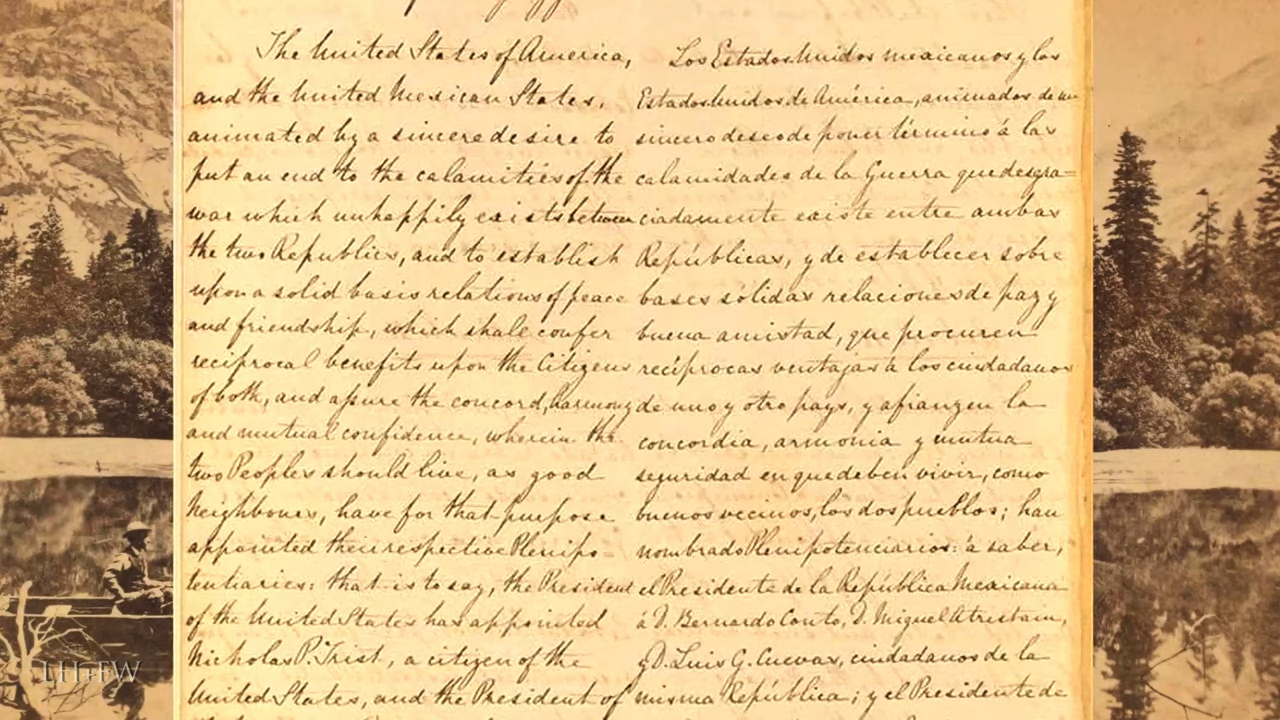 The United States of America,
and the United Mexican States,
animated by a sincere desire to
put an end to the calamities of the
war which unhappily exists between
the two Republics, and to establish
upon a solid basis relations of peace
and friendship, which shall confer
reciprocal benefits upon the Citizens
of both, and assure the concord, harmony
and mutual confidence, wherein the
two Peoples should live, as good
Neighbours, have for that purpose
appointed their respective Plenipo=
tentiaries: that is to say, the President
of the United States has appointed
Nicholas P. Trist, a citizen of the
United States, and the President of
Los Estados Unidos mexicanos y los
Estados Unidos de América, animados de un
sincero deseo de poner término á las
calamidades de la Guerra que desgra=
ciadamente existe entre ambas
Repúblicas, y de establecer sobre
bases sólidas relaciones de paz y
buena amistad, que procuren
recíprocas ventajas á los ciudadanos
de uno y otro pays, y afianzen la
concordia, armonia y mutua
seguridad en que deben vivir, como
buenos vecinos, los dos pueblos; han
nombrado Plenipotenciarios: á saber,
el Presidente de la República Mexicana
á D. Bernardo Couto, D. Miguel Atristain,
y D. Luis G. Cuevas, ciudadanos de la
misma República; y el Presidente de
LH+FW